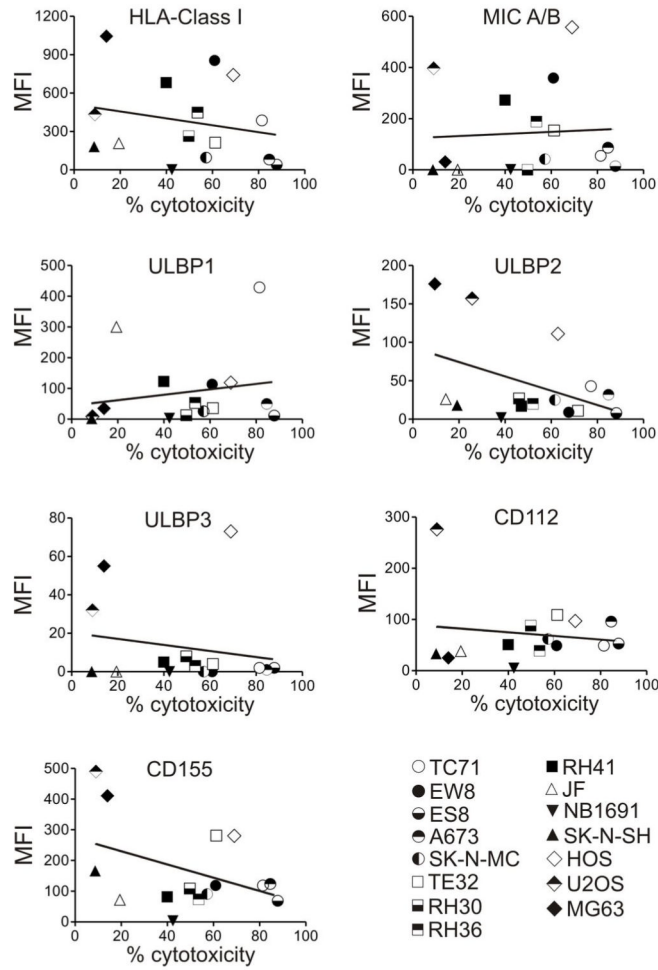 HLA-Class I
MFI
1200
900
600
300
0
0 20 40 60 80 100
% cytotoxicity
MIC A/B
MFI
600
400
200
0
0 20 40 60 80 100
% cytotoxicity
ULBP1
MFI
500
400
300
200
100
0
0 20 40 60 80 100
% cytotoxicity
ULBP2
MFI
200
150
100
50
0
0 20 40 60 80 100
% cytotoxicity
ULBP3
MFI
80
60
40
20
0
0 20 40 60 80 100
% cytotoxicity
CD112
MFI
300
200
100
0
0 20 40 60 80 100
% cytotoxicity
CD155
MFI
500
400
300
200
100
0
0 20 40 60 80 100
% cytotoxicity
TC71
EW8
ES8
A673
SK-N-MC
TE32
RH30
RH36
RH41
JF
NB1691
SK-N-SH
HOS
U2OS
MG63